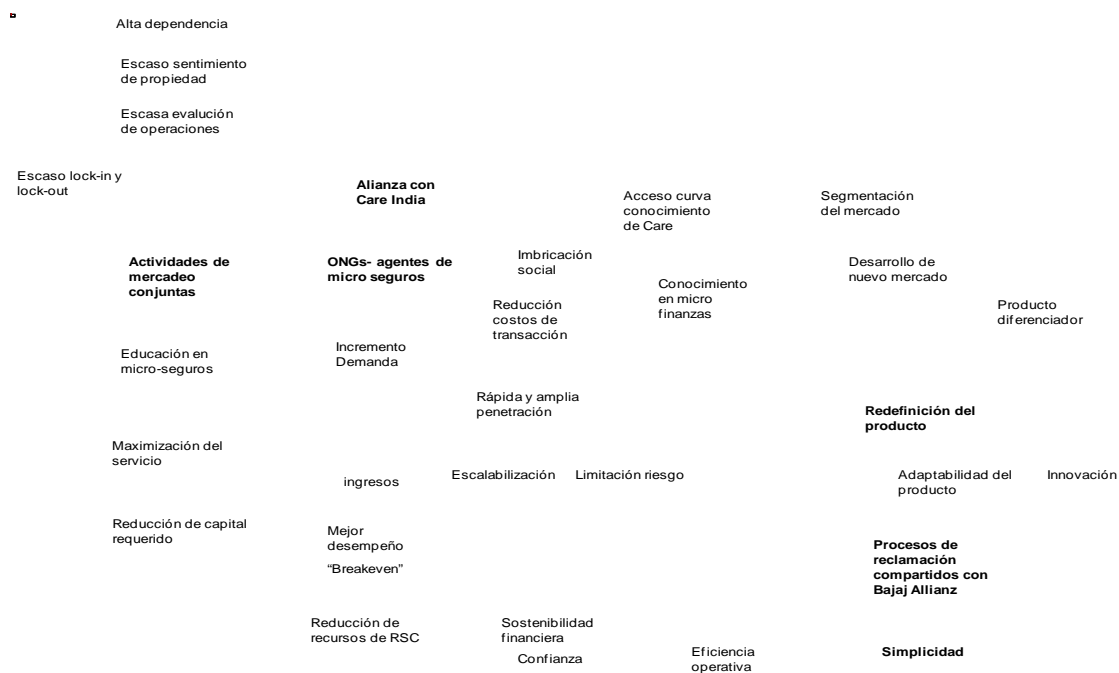 Alta dependencia
Escaso sentimiento
de propiedad
Escasa evalución
de operaciones
Escaso lock-in y
lock-out
Alianza con
Care India
Acceso curva
conocimiento
de Care
Segmentación
del mercado
Actividades de
mercadeo
conjuntas
ONGs- agentes de
micro seguros
Imbricación
social
Conocimiento
en micro
finanzas
Desarrollo de
nuevo mercado
Reducción
costos de
transacción
Producto
diferenciador
Educación en
micro-seguros
Incremento
Demanda
Rápida y amplia
penetración
Redefinición del
producto
Maximización del
servicio
ingresos
Escalabilización
Limitación riesgo
Adaptabilidad del
producto
Innovación
Reducción de capital
requerido
Mejor
desempeño
“Breakeven”
Procesos de
reclamación
compartidos con
Bajaj Allianz
Reducción de
recursos de RSC
Sostenibilidad
financiera
Confianza
Eficiencia
operativa
Simplicidad